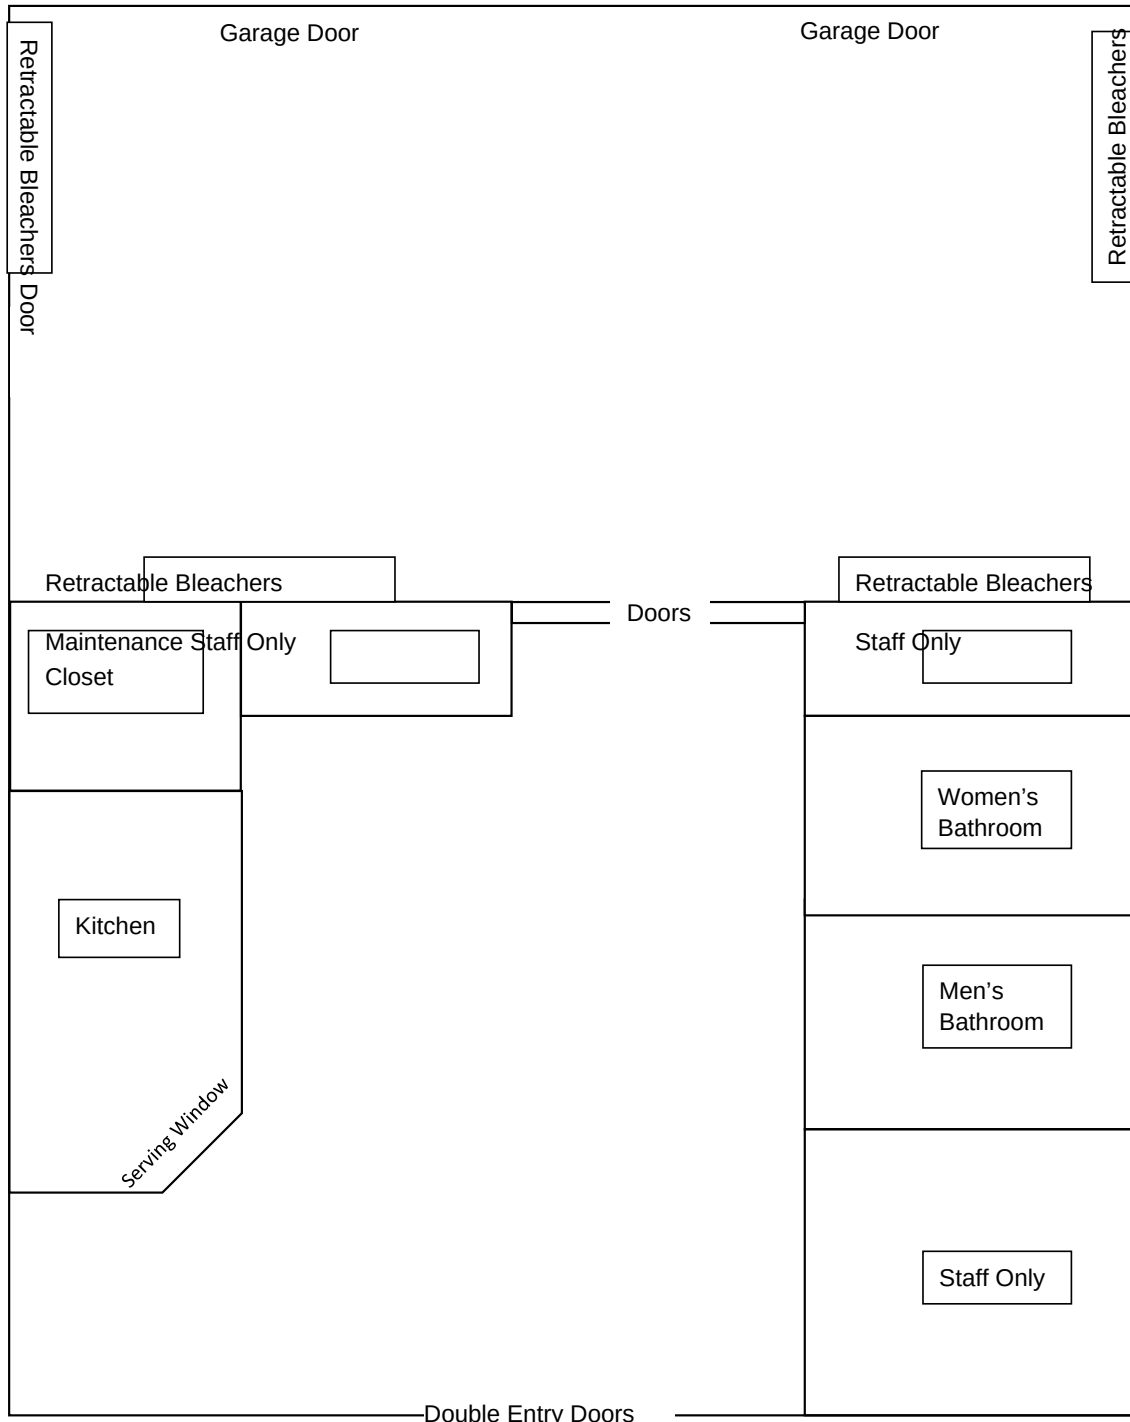 Garage Door
Garage Door
Retractable Bleachers Door
Retractable Bleachers
Retractable Bleachers
Retractable Bleachers
Doors
Maintenance Staff Only
Closet
Staff Only
Women’s
Bathroom
Kitchen
Men’s
Bathroom
Serving Window
Staff Only
Double Entry Doors